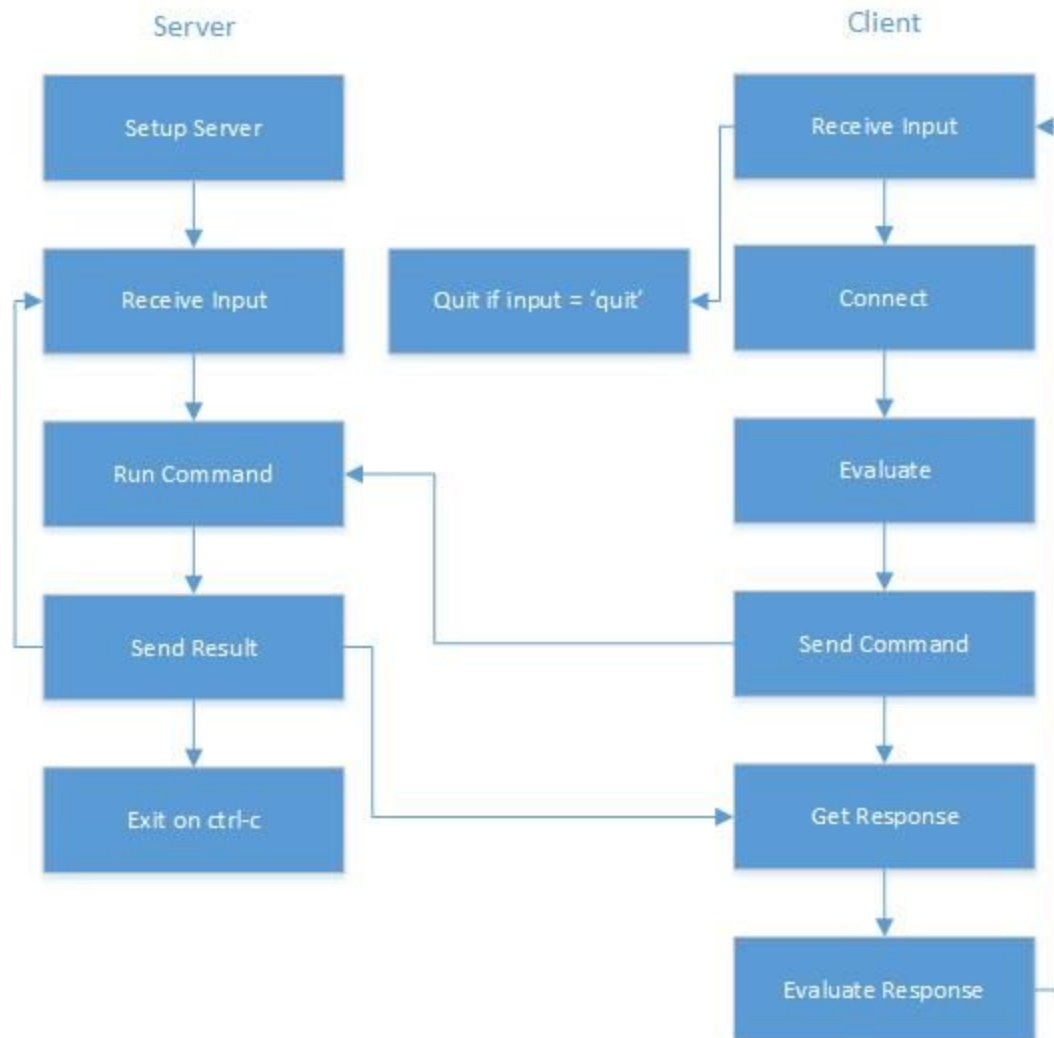 Server
Client
Setup Server
Receive Input
Receive Input
Quit if input = ‘quit’
Connect
Run Command
Evaluate
Send Result
Send Command
Exit on ctrl-c
Get Response
Evaluate Response